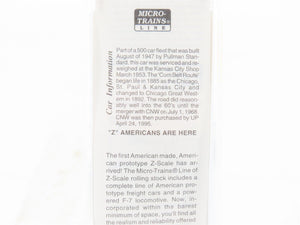 MICRO-
TRAINS®
LINE
Car Information
Part of a 500 car fleet that was built
August of 1947 by Pullman Stan-
dard, this car was serviced and re-
weighed at the Kansas City Shop
March 1953. The "Corn Belt Route"
began life in 1885 as the Chicago,
St. Paul & Kansas City and
changed to Chicago Great West-
ern in 1892. The road did reason-
ably well into the 60's until the
merger with CNW on July 1, 1968.
CNW was then purchased by UP
April 24, 1995.
"Z" AMERICANS ARE HERE
The first American made, Ameri-
can prototype Z-Scale has ar-
rived! The Micro-Trains® Line of
Z-Scale rolling stock includes a
complete line of American pro-
totype freight cars and a pow-
ered F-7 locomotive. Now, in-
corporated within the barest
minimum of space, you'll find all
the realism and reliability offered